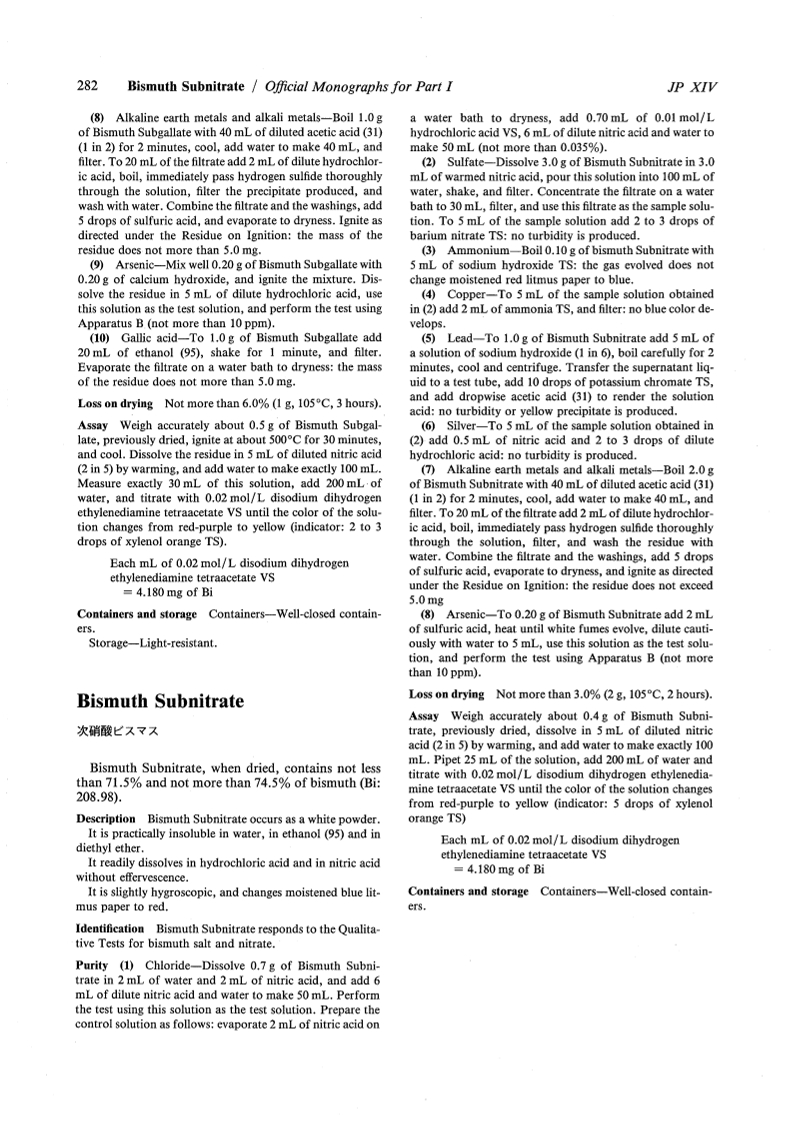 282 Bismuth Subnitrate / Official Monographs for Part I JP XIV
(8) Alkaline earth metals and alkali metals—Boil 1.0 g
of Bismuth Subgallate with 40 mL of diluted acetic acid (31)
(1 in 2) for 2 minutes, cool, add water to make 40 mL, and
filter. To 20 mL of the filtrate add 2 mL of dilute hydrochlor-
ic acid, boil, immediately pass hydrogen sulfide thoroughly
through the solution, filter the precipitate produced, and
wash with water. Combine the filtrate and the washings, add
5 drops of sulfuric acid, and evaporate to dryness. Ignite as
directed under the Residue on Ignition: the mass of the
residue does not more than 5.0 mg.
(9) Arsenic—Mix well 0.20 g of Bismuth Subgallate with
0.20 g of calcium hydroxide, and ignite the mixture. Dis-
solve the residue in 5 mL of dilute hydrochloric acid, use
this solution as the test solution, and perform the test using
Apparatus B (not more than 10 ppm).
(10) Gallic acid—To 1.0 g of Bismuth Subgallate add
20 mL of ethanol (95), shake for 1 minute, and filter.
Evaporate the filtrate on a water bath to dryness: the mass
of the residue does not more than 5.0 mg.
Loss on drying Not more than 6.0% (1 g, 105°C, 3 hours).
Assay Weigh accurately about 0.5 g of Bismuth Subgal-
late, previously dried, ignite at about 500°C for 30 minutes,
and cool. Dissolve the residue in 5 mL of diluted nitric acid
(2 in 5) by warming, and add water to make exactly 100 mL.
Measure exactly 30 mL of this solution, add 200 mL of
water, and titrate with 0.02 mol/L disodium dihydrogen
ethylenediamine tetraacetate VS until the color of the solu-
tion changes from red-purple to yellow (indicator: 2 to 3
drops of xylenol orange TS).
Each mL of 0.02 mol/L disodium dihydrogen
ethylenediamine tetraacetate VS
= 4.180 mg of Bi
Containers and storage Containers—Well-closed contain-
ers.
Storage—Light-resistant.
Bismuth Subnitrate
次硝酸ビスマス
Bismuth Subnitrate, when dried, contains not less
than 71.5% and not more than 74.5% of bismuth (Bi:
208.98).
Description Bismuth Subnitrate occurs as a white powder.
It is practically insoluble in water, in ethanol (95) and in
diethyl ether.
It readily dissolves in hydrochloric acid and in nitric acid
without effervescence.
It is slightly hygroscopic, and changes moistened blue lit-
mus paper to red.
Identification Bismuth Subnitrate responds to the Qualita-
tive Tests for bismuth salt and nitrate.
Purity (1) Chloride—Dissolve 0.7 g of Bismuth Subni-
trate in 2 mL of water and 2 mL of nitric acid, and add 6
mL of dilute nitric acid and water to make 50 mL. Perform
the test using this solution as the test solution. Prepare the
control solution as follows: evaporate 2 mL of nitric acid on
a water bath to dryness, add 0.70 mL of 0.01 mol/L
hydrochloric acid VS, 6 mL of dilute nitric acid and water to
make 50 mL (not more than 0.035%).
(2) Sulfate—Dissolve 3.0 g of Bismuth Subnitrate in 3.0
mL of warmed nitric acid, pour this solution into 100 mL of
water, shake, and filter. Concentrate the filtrate on a water
bath to 30 mL, filter, and use this filtrate as the sample solu-
tion. To 5 mL of the sample solution add 2 to 3 drops of
barium nitrate TS: no turbidity is produced.
(3) Ammonium—Boil 0.10 g of bismuth Subnitrate with
5 mL of sodium hydroxide TS: the gas evolved does not
change moistened red litmus paper to blue.
(4) Copper—To 5 mL of the sample solution obtained
in (2) add 2 mL of ammonia TS, and filter: no blue color de-
velops.
(5) Lead—To 1.0 g of Bismuth Subnitrate add 5 mL of
a solution of sodium hydroxide (1 in 6), boil carefully for 2
minutes, cool and centrifuge. Transfer the supernatant liq-
uid to a test tube, add 10 drops of potassium chromate TS,
and add dropwise acetic acid (31) to render the solution
acid: no turbidity or yellow precipitate is produced.
(6) Silver—To 5 mL of the sample solution obtained in
(2) add 0.5 mL of nitric acid and 2 to 3 drops of dilute
hydrochloric acid: no turbidity is produced.
(7) Alkaline earth metals and alkali metals—Boil 2.0 g
of Bismuth Subnitrate with 40 mL of diluted acetic acid (31)
(1 in 2) for 2 minutes, cool, add water to make 40 mL, and
filter. To 20 mL of the filtrate add 2 mL of dilute hydrochlor-
ic acid, boil, immediately pass hydrogen sulfide thoroughly
through the solution, filter, and wash the residue with
water. Combine the filtrate and the washings, add 5 drops
of sulfuric acid, evaporate to dryness, and ignite as directed
under the Residue on Ignition: the residue does not exceed
5.0 mg
(8) Arsenic—To 0.20 g of Bismuth Subnitrate add 2 mL
of sulfuric acid, heat until white fumes evolve, dilute cauti-
ously with water to 5 mL, use this solution as the test solu-
tion, and perform the test using Apparatus B (not more
than 10 ppm).
Loss on drying Not more than 3.0% (2 g, 105°C, 2 hours).
Assay Weigh accurately about 0.4 g of Bismuth Subni-
trate, previously dried, dissolve in 5 mL of diluted nitric
acid (2 in 5) by warming, and add water to make exactly 100
mL. Pipet 25 mL of the solution, add 200 mL of water and
titrate with 0.02 mol/L disodium dihydrogen ethylenedia-
mine tetraacetate VS until the color of the solution changes
from red-purple to yellow (indicator: 5 drops of xylenol
orange TS)
Each mL of 0.02 mol/L disodium dihydrogen
ethylenediamine tetraacetate VS
= 4.180 mg of Bi
Containers and storage Containers—Well-closed contain-
ers.